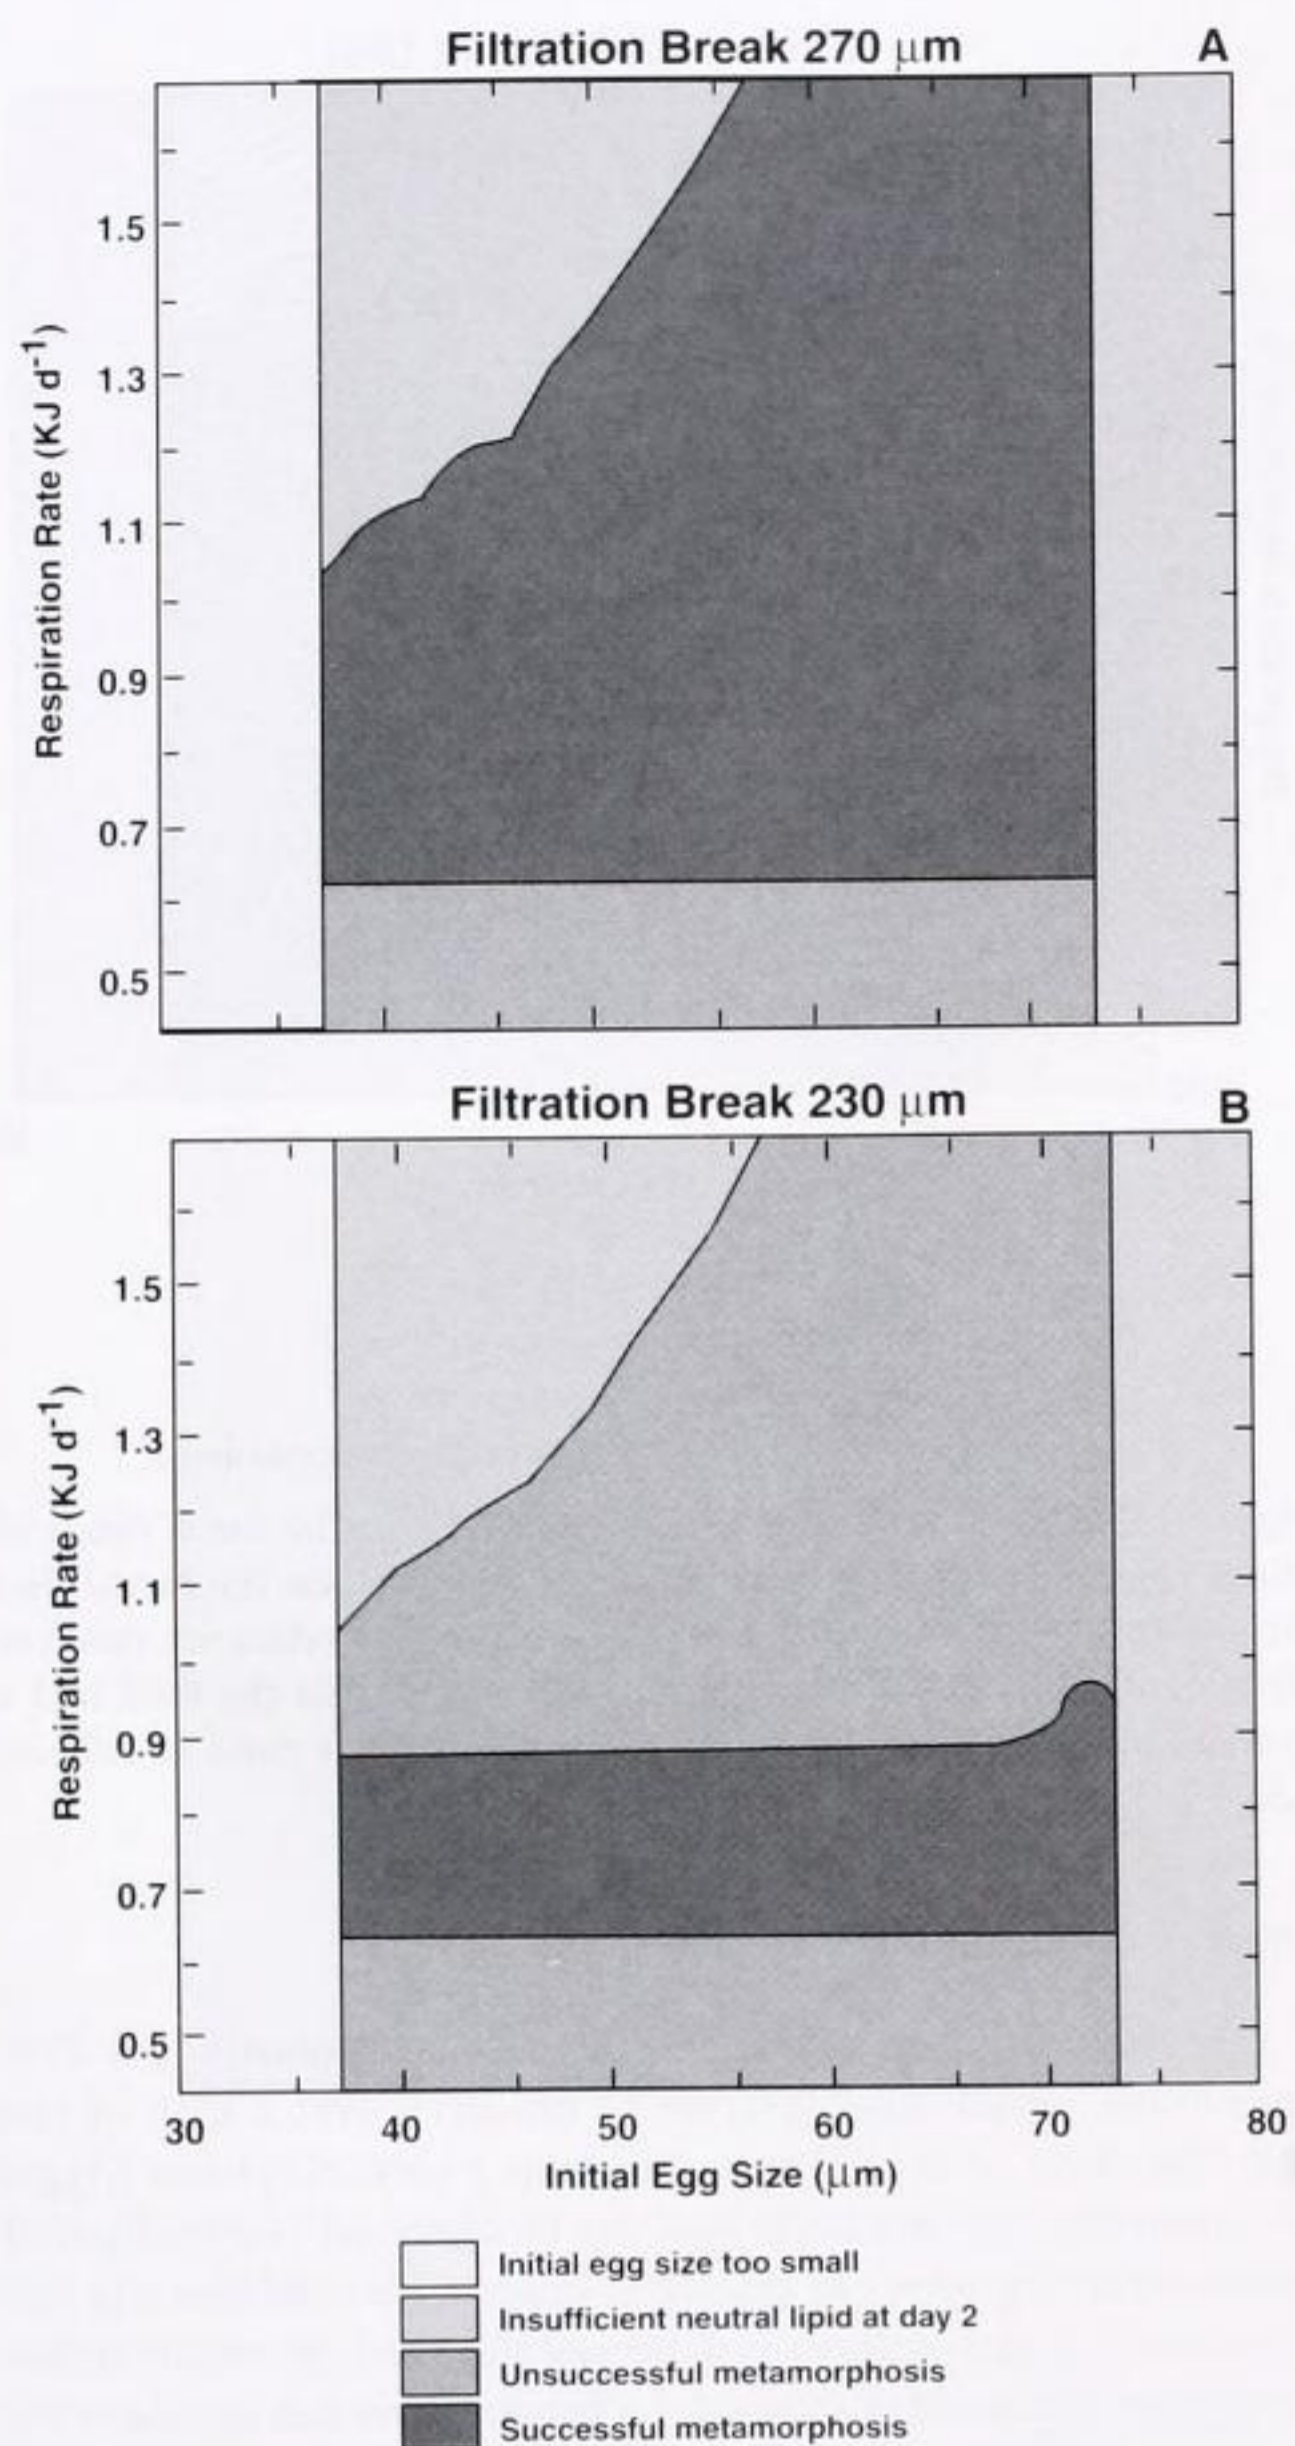 Filtration Break 270 μm
A
Respiration Rate (KJ d⁻¹)
1.5
1.3
1.1
0.9
0.7
0.5
Filtration Break 230 μm
B
Respiration Rate (KJ d⁻¹)
1.5
1.3
1.1
0.9
0.7
0.5
30 40 50 60 70 80
Initial Egg Size (μm)
Initial egg size too small
Insufficient neutral lipid at day 2
Unsuccessful metamorphosis
Successful metamorphosis